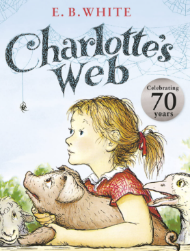 E. B. WHITE
Charlotte's
Web
Celebrating
70
years